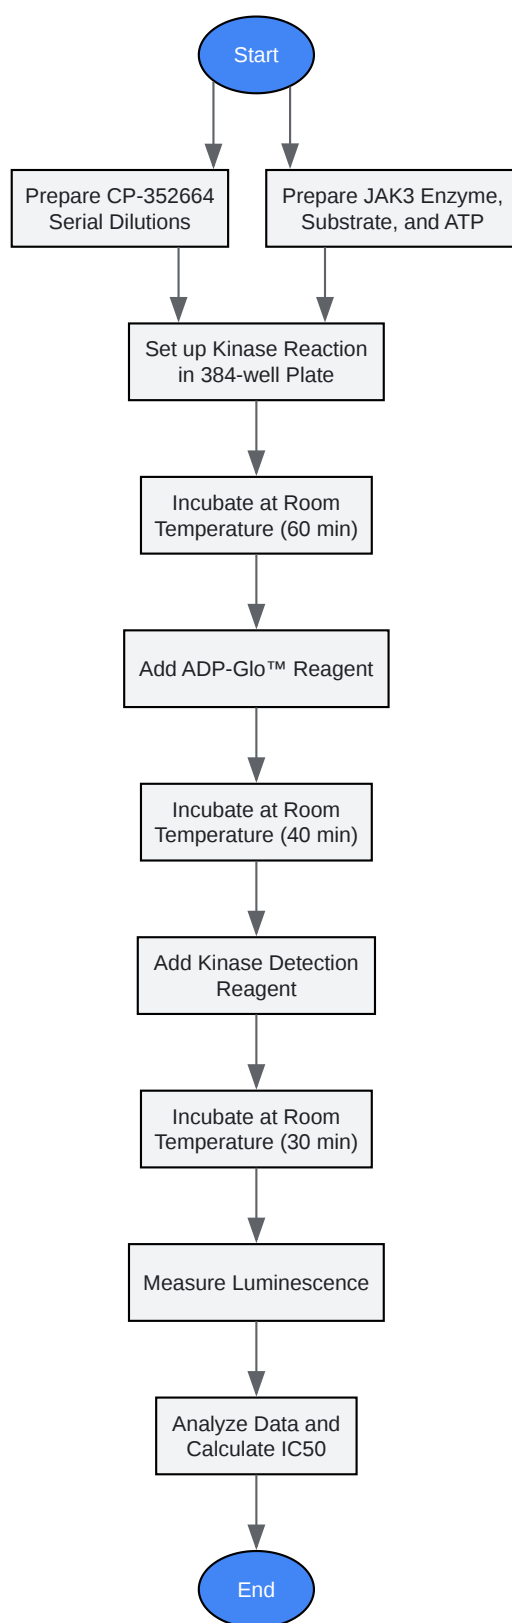 Start
Prepare CP-352664
Serial Dilutions
Prepare JAK3 Enzyme,
Substrate, and ATP
Set up Kinase Reaction
in 384-well Plate
Incubate at Room
Temperature (60 min)
Add ADP-Glo™ Reagent
Incubate at Room
Temperature (40 min)
Add Kinase Detection
Reagent
Incubate at Room
Temperature (30 min)
Measure Luminescence
Analyze Data and
Calculate IC50
End